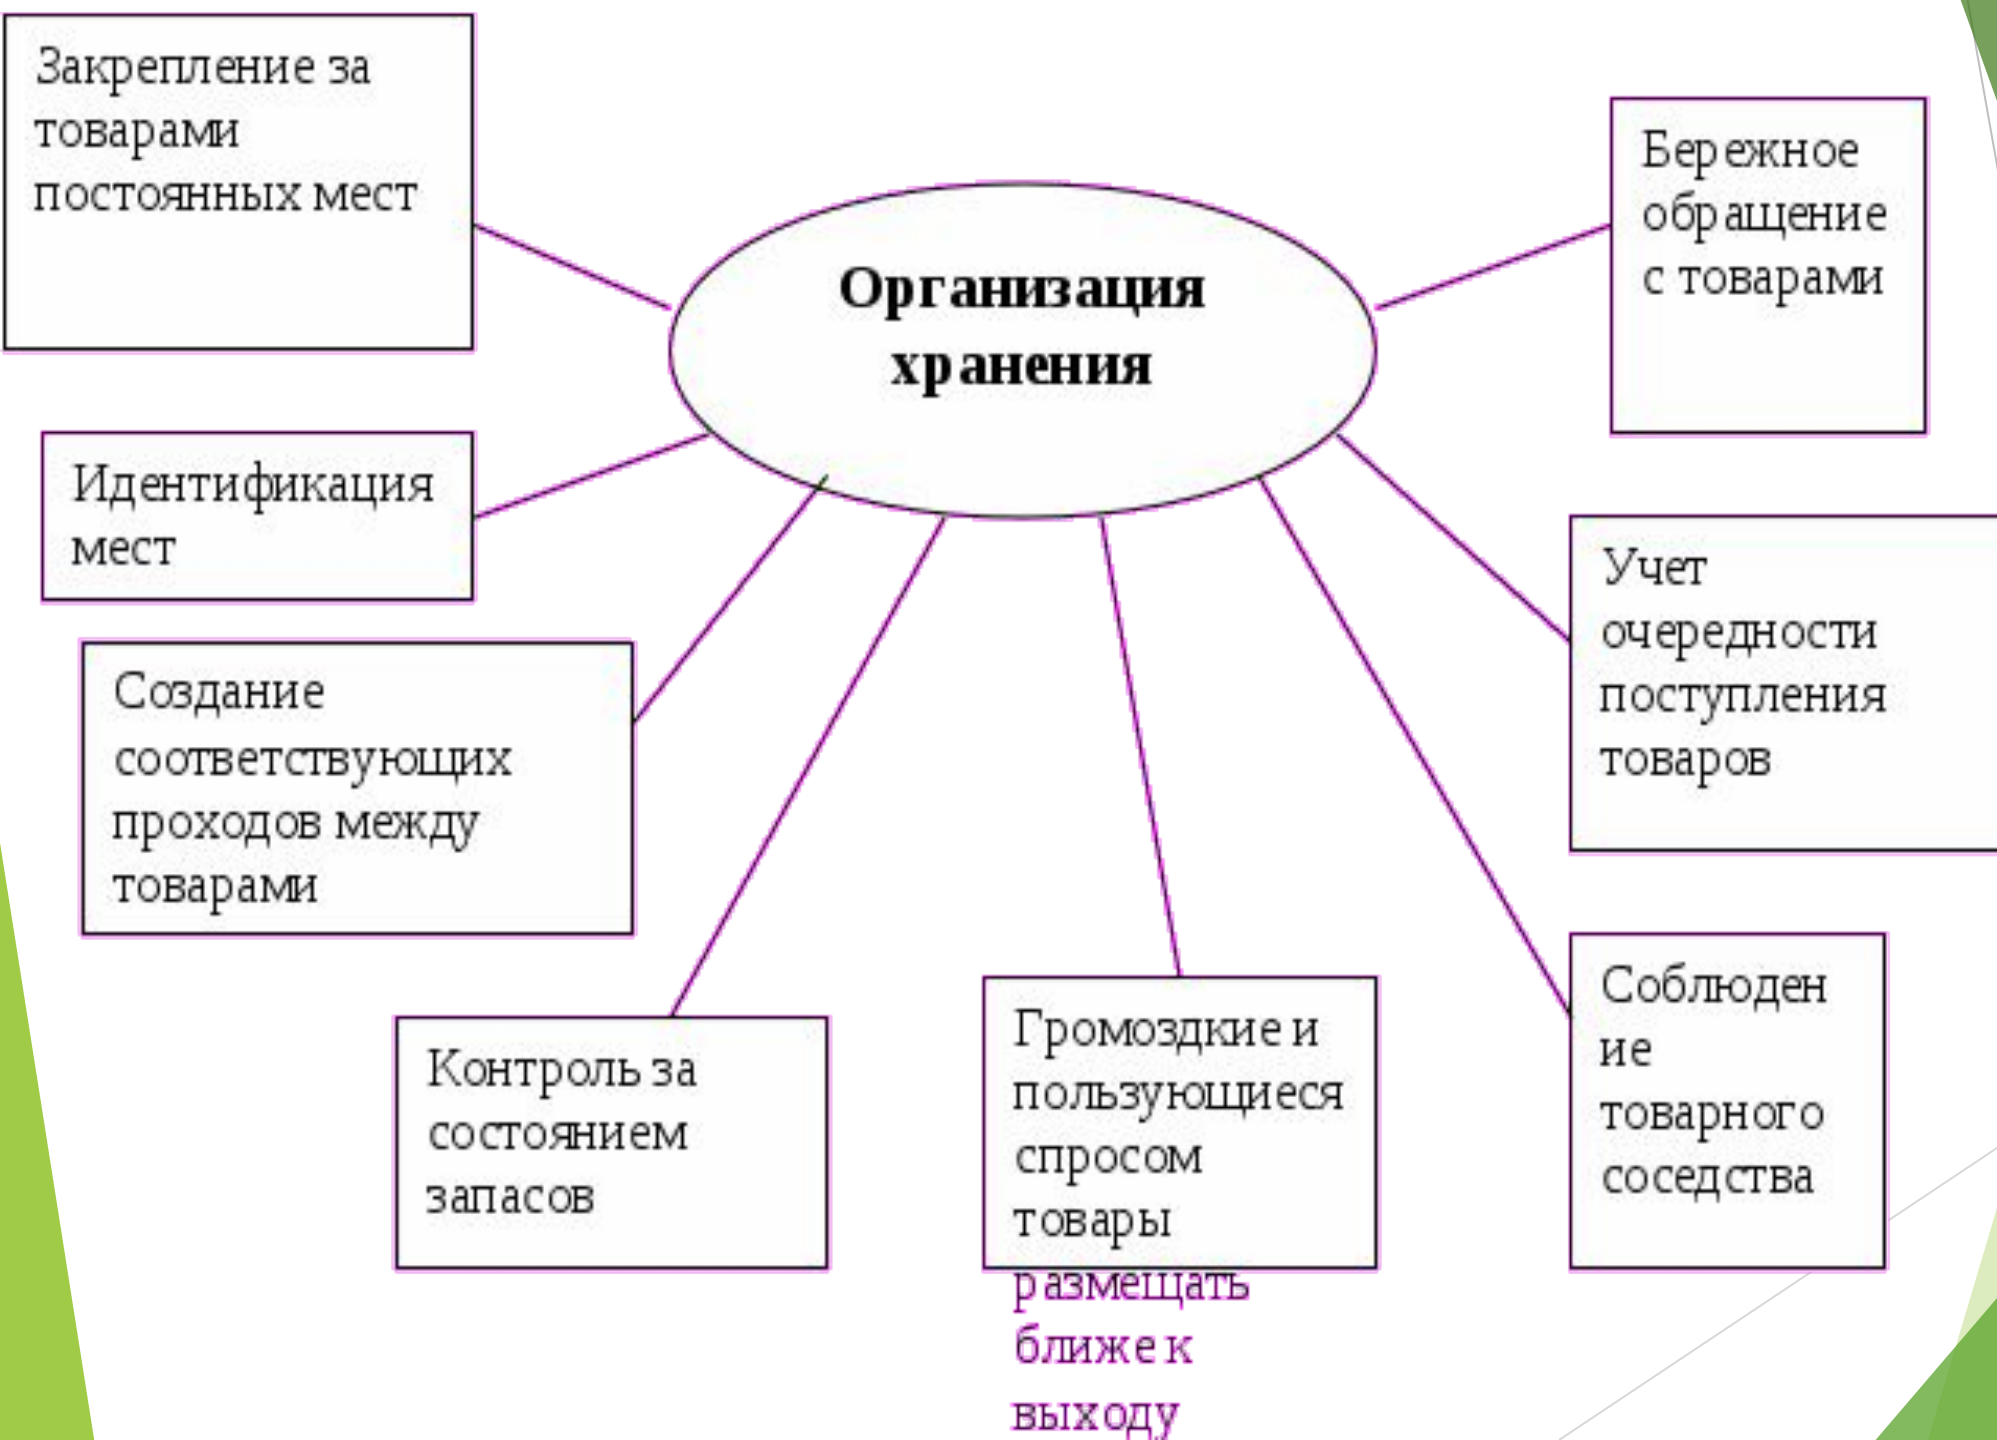 Закрепление за
товарами
постоянных мест
Организация
хранения
Бережное
обращение
с товарами
Идентификация
мест
Учет
очередности
поступления
товаров
Создание
соответствующих
проходов между
товарами
Контроль за
состоянием
запасов
Громоздкие и
пользующиеся
спросом
товары
размещать
ближе к
выходу
Соблюден
ие
товарного
соседства